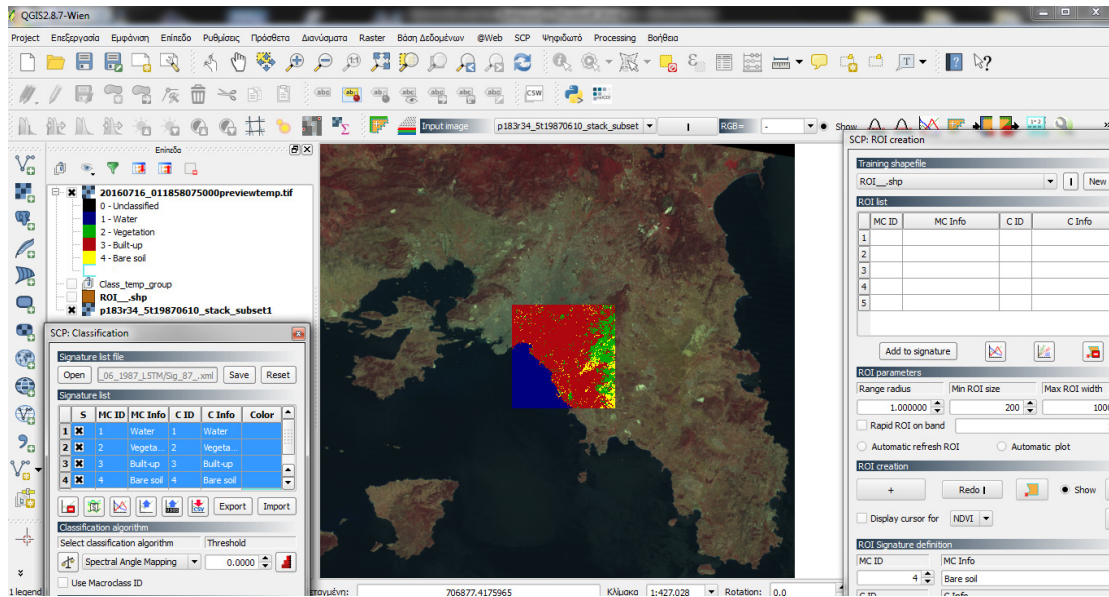 QGIS2.8.7-Wien
Project Επεξεργασία Εμφάνιση Επίπεδο Ρυθμίσεις Πρόσθετα Διανύσματα Raster Βάση Δεδομένων @Web SCP Ψηφιδωτό Processing Βοήθεια
CSW
Input image p183r34_5t19870610_stack_subset RGB= - Show
Επίπεδα
20160716_011858075000previewtemp.tif
0 - Unclassified
1 - Water
2 - Vegetation
3 - Built-up
4 - Bare soil
Class_temp_group
ROI__.shp
p183r34_5t19870610_stack_subset1
SCP: Classification
Signature list file
Open _06_1987_L5TM/Sig_87_.xml Save Reset
Signature list
S MC ID MC Info C ID C Info Color
1 1 Water 1 Water
2 2 Vegeta... 2 Vegeta...
3 3 Built-up 3 Built-up
4 4 Bare soil 4 Bare soil
Export Import
Classification algorithm
Select classification algorithm Threshold
Spectral Angle Mapping 0.0000
Use Macroclass ID
1 legend
706877.4175965 Κλίμακα 1:427.028 Rotation: 0.0
SCP: ROI creation
Training shapefile
ROI__.shp New
ROI list
MC ID MC Info C ID C Info
1
2
3
4
5
Add to signature
ROI parameters
Range radius Min ROI size Max ROI width
1.000000 200 100
Rapid ROI on band
Automatic refresh ROI Automatic plot
ROI creation
+ Redo Show
Display cursor for NDVI
ROI Signature definition
MC ID MC Info
4 Bare soil
C ID C Info